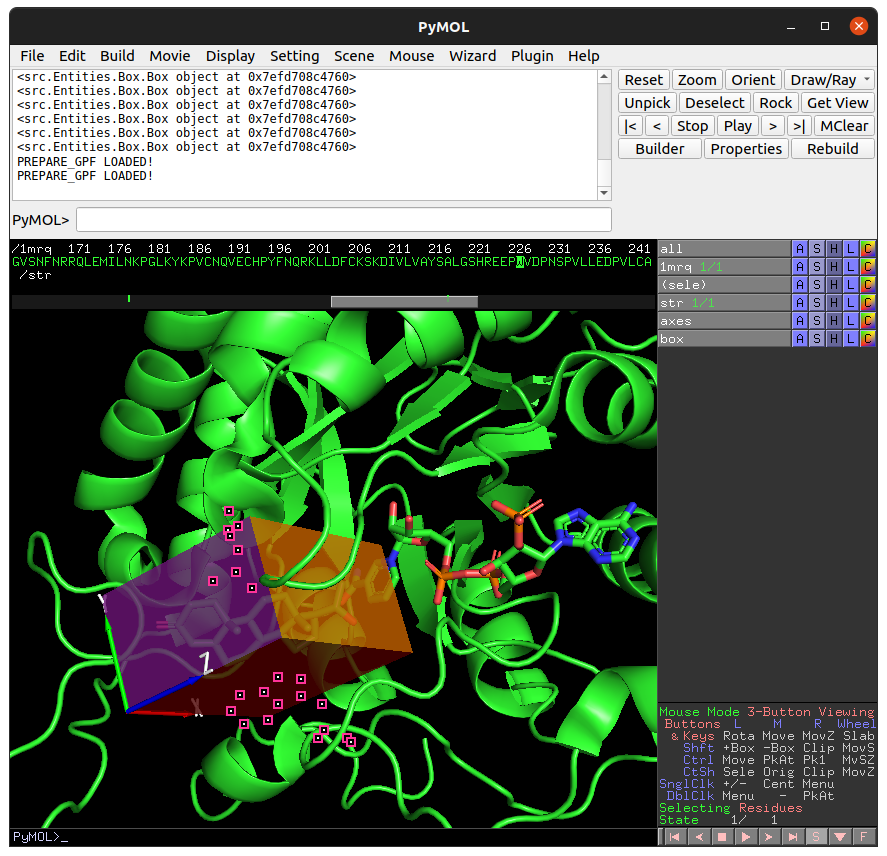 PyMOL
File Edit Build Movie Display Setting Scene Mouse Wizard Plugin Help
<src.Entities.Box.Box object at 0x7efd708c4760>
<src.Entities.Box.Box object at 0x7efd708c4760>
<src.Entities.Box.Box object at 0x7efd708c4760>
<src.Entities.Box.Box object at 0x7efd708c4760>
<src.Entities.Box.Box object at 0x7efd708c4760>
<src.Entities.Box.Box object at 0x7efd708c4760>
PREPARE_GPF LOADED!
PREPARE_GPF LOADED!
Reset Zoom Orient Draw/Ray
Unpick Deselect Rock Get View
|< < Stop Play > >| MClear
Builder Properties Rebuild
PyMOL>
/1mrq 171 176 181 186 191 196 201 206 211 216 221 226 231 236 241
GVSNFNRRQLEMILNKPGLKYKPVCNQVECHPYFNQRKLLDFCKSKDIVLVAYSALGSHREEPWVDPNSPVLLEDPVLCA
/str
all A S H L C
1mrq 1/1 A S H L C
(sele) A S H L C
str 1/1 A S H L C
axes A S H L C
box A S H L C
Y
Z
X
Mouse Mode 3-Button Viewing
Buttons L M R Wheel
& Keys Rota Move MovZ Slab
Shft +Box -Box Clip MovS
Ctrl Move PkAt Pk1 MvSZ
CtSh Sele Orig Clip MovZ
SnglClk +/- Cent Menu
DblClk Menu - PkAt
Selecting Residues
State 1/ 1
PyMOL>_
S F